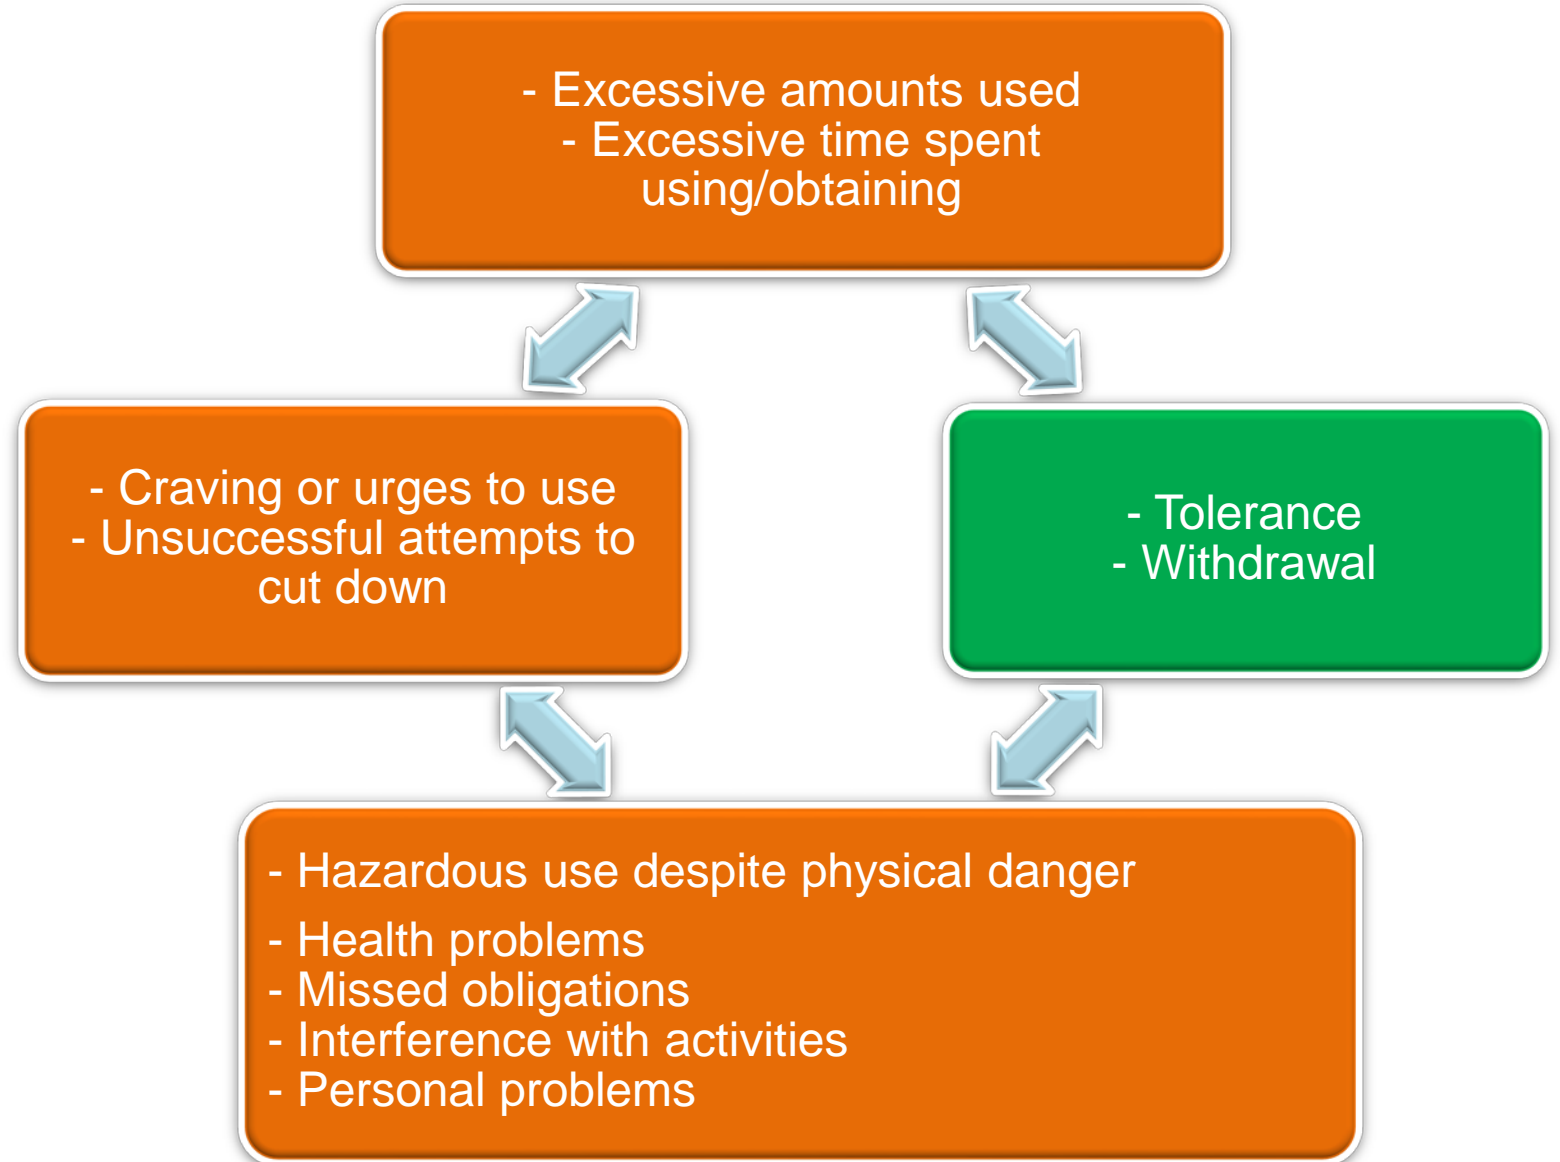 - Excessive amounts used
- Excessive time spent
using/obtaining
- Craving or urges to use
- Unsuccessful attempts to
cut down
- Tolerance
- Withdrawal
- Hazardous use despite physical danger
- Health problems
- Missed obligations
- Interference with activities
- Personal problems